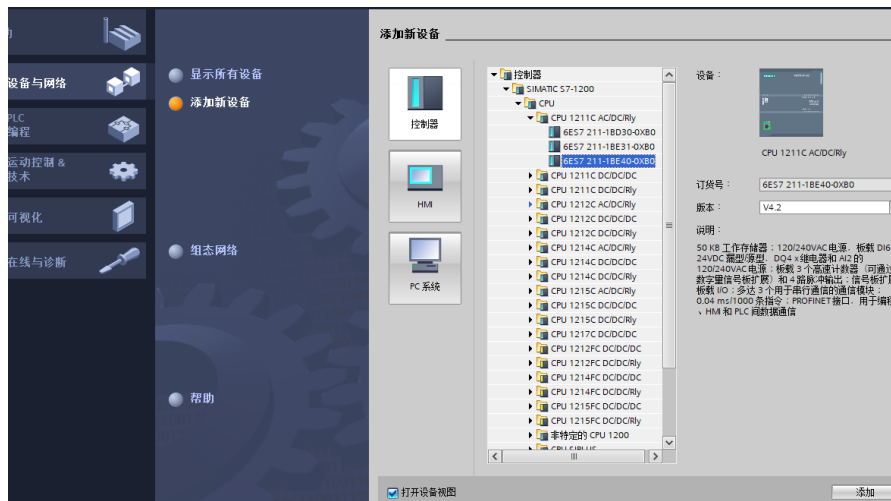 设备与网络
PLC
编程
运动控制 &
技术
可视化
在线与诊断
显示所有设备
添加新设备
组态网络
帮助
添加新设备
控制器
HMI
PC 系统
控制器
SIMATIC S7-1200
CPU
CPU 1211C AC/DC/Rly
6ES7 211-1BD30-0XB0
6ES7 211-1BE31-0XB0
6ES7 211-1BE40-0XB0
CPU 1211C DC/DC/DC
CPU 1211C DC/DC/Rly
CPU 1212C AC/DC/Rly
CPU 1212C DC/DC/DC
CPU 1212C DC/DC/Rly
CPU 1214C AC/DC/Rly
CPU 1214C DC/DC/DC
CPU 1214C DC/DC/Rly
CPU 1215C AC/DC/Rly
CPU 1215C DC/DC/DC
CPU 1215C DC/DC/Rly
CPU 1217C DC/DC/DC
CPU 1212FC DC/DC/DC
CPU 1212FC DC/DC/Rly
CPU 1214FC DC/DC/DC
CPU 1214FC DC/DC/Rly
CPU 1215FC DC/DC/DC
CPU 1215FC DC/DC/Rly
非特定的 CPU 1200
CPU SIPLUS
打开设备视图
设备：
CPU 1211C AC/DC/Rly
订货号：
6ES7 211-1BE40-0XB0
版本：
V4.2
说明：
50 KB 工作存储器；120/240VAC 电源，板载 DI6
24VDC 漏型/源型，DQ4 x 继电器和 AI2 的
120/240VAC 电源；板载 3 个高速计数器（可通过
数字量信号板扩展）和 4 路脉冲输出；信号板扩展
板载 I/O；多达 3 个用于串行通信的通信模块；
0.04 ms/1000 条指令；PROFINET 接口，用于编程
、HMI 和 PLC 间数据通信
添加